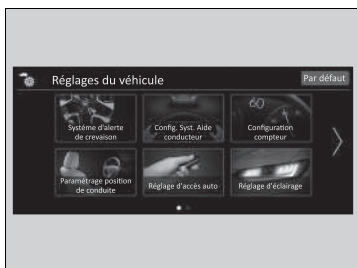 Réglages du véhicule
Par défaut
Système d'alerte
de crevaison
Config. Syst. Aide
conducteur
60
Configuration
compteur
Paramétrage position
de conduite
Réglage d'accès auto
Réglage d'éclairage